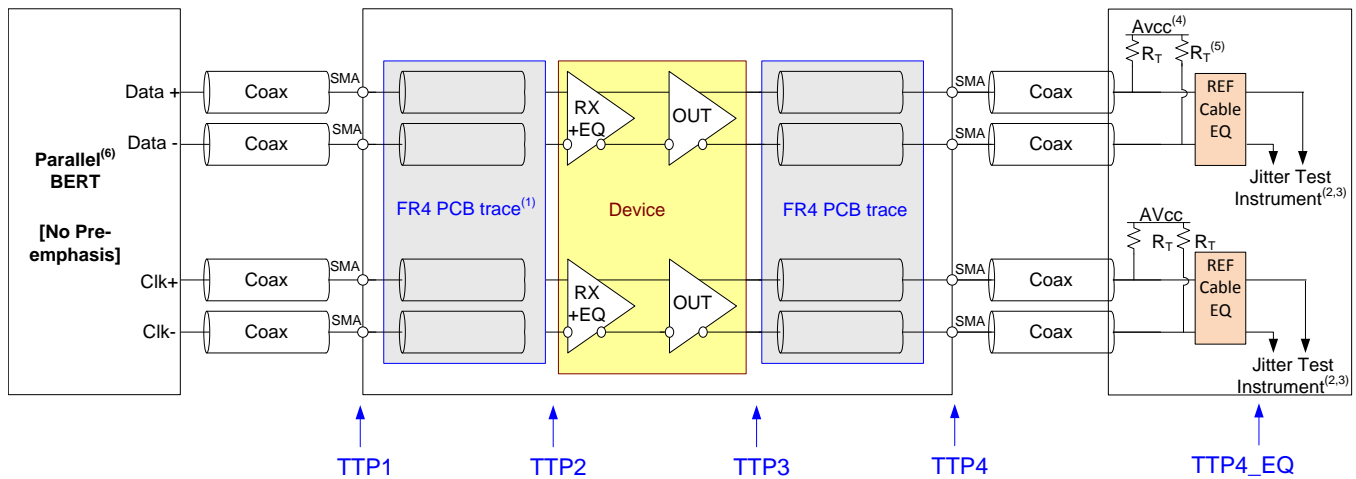 Parallel(6)
BERT
[No Pre-
emphasis]
Data +
Data -
Clk+
Clk-
Coax
Coax
Coax
Coax
SMA
SMA
SMA
SMA
FR4 PCB trace(1)
RX
+EQ
OUT
Device
RX
+EQ
OUT
FR4 PCB trace
SMA
SMA
SMA
SMA
Coax
Coax
Coax
Coax
Avcc(4)
RT
RT(5)
REF
Cable
EQ
Jitter Test
Instrument(2,3)
AVcc
RT
RT
REF
Cable
EQ
Jitter Test
Instrument(2,3)
TTP1
TTP2
TTP3
TTP4
TTP4_EQ